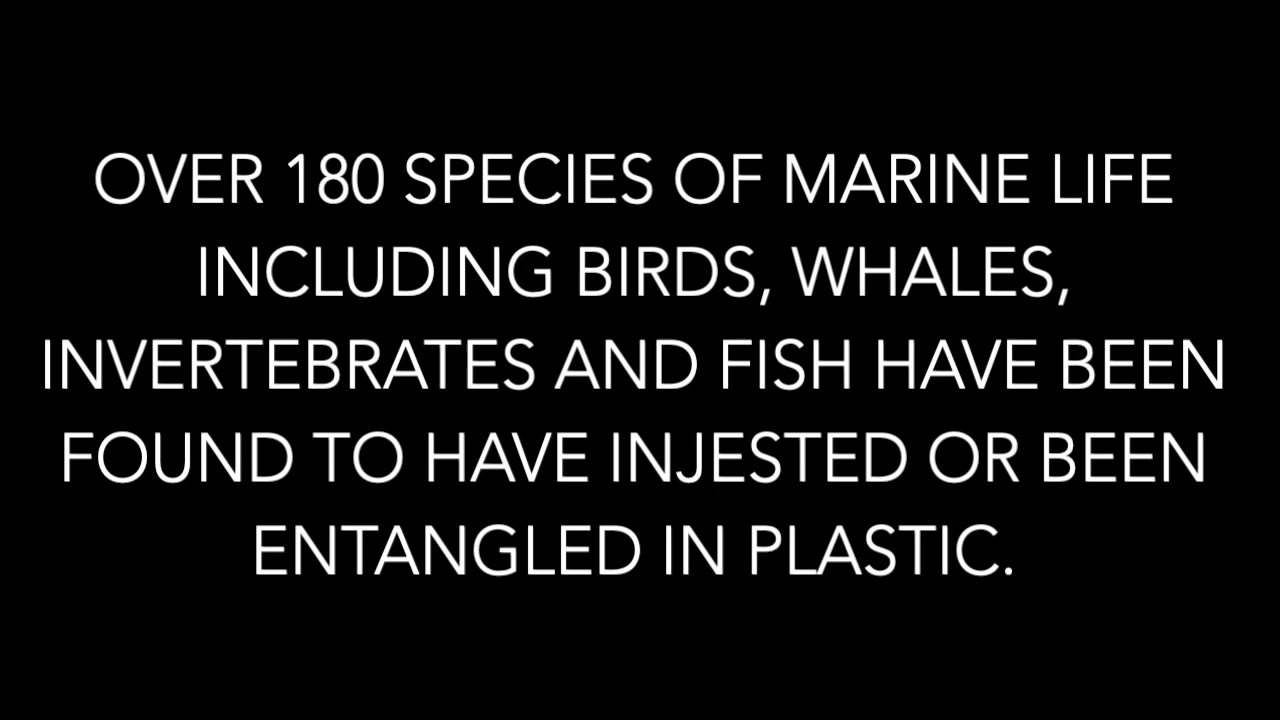 OVER 180 SPECIES OF MARINE LIFE
INCLUDING BIRDS, WHALES,
INVERTEBRATES AND FISH HAVE BEEN
FOUND TO HAVE INJESTED OR BEEN
ENTANGLED IN PLASTIC.